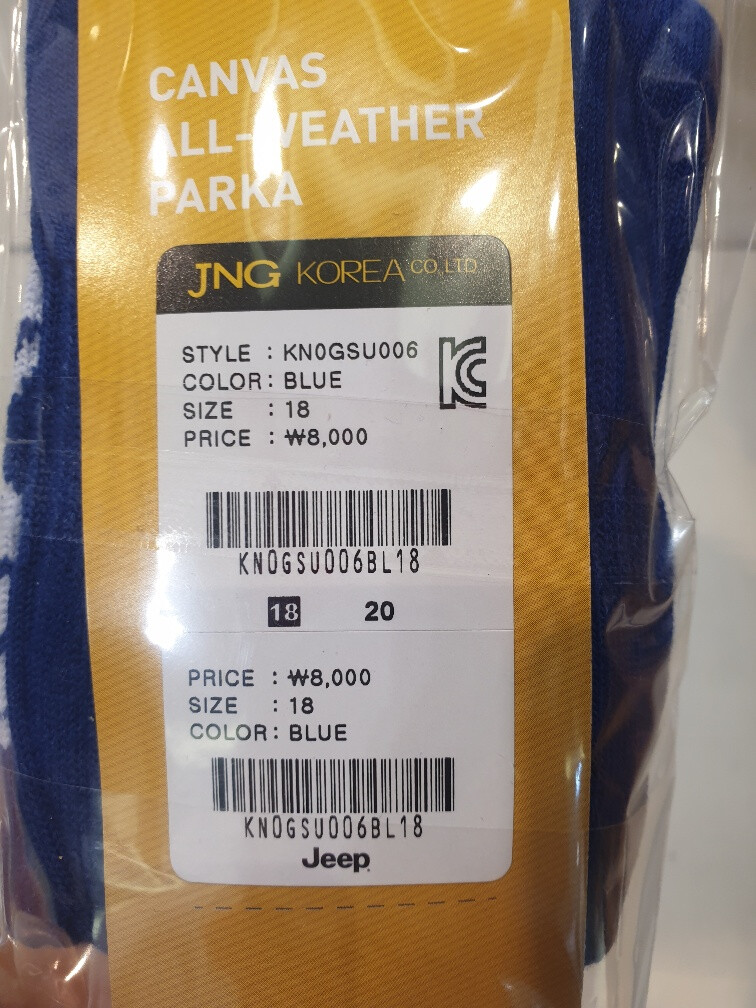 CANVAS
ALL-WEATHER
PARKA
JNG KOREA CO.,LTD.
STYLE : KN0GSU006
COLOR : BLUE
SIZE : 18
PRICE : ₩8,000
KC
KN0GSU006BL18
18 20
PRICE : ₩8,000
SIZE : 18
COLOR : BLUE
KN0GSU006BL18
Jeep